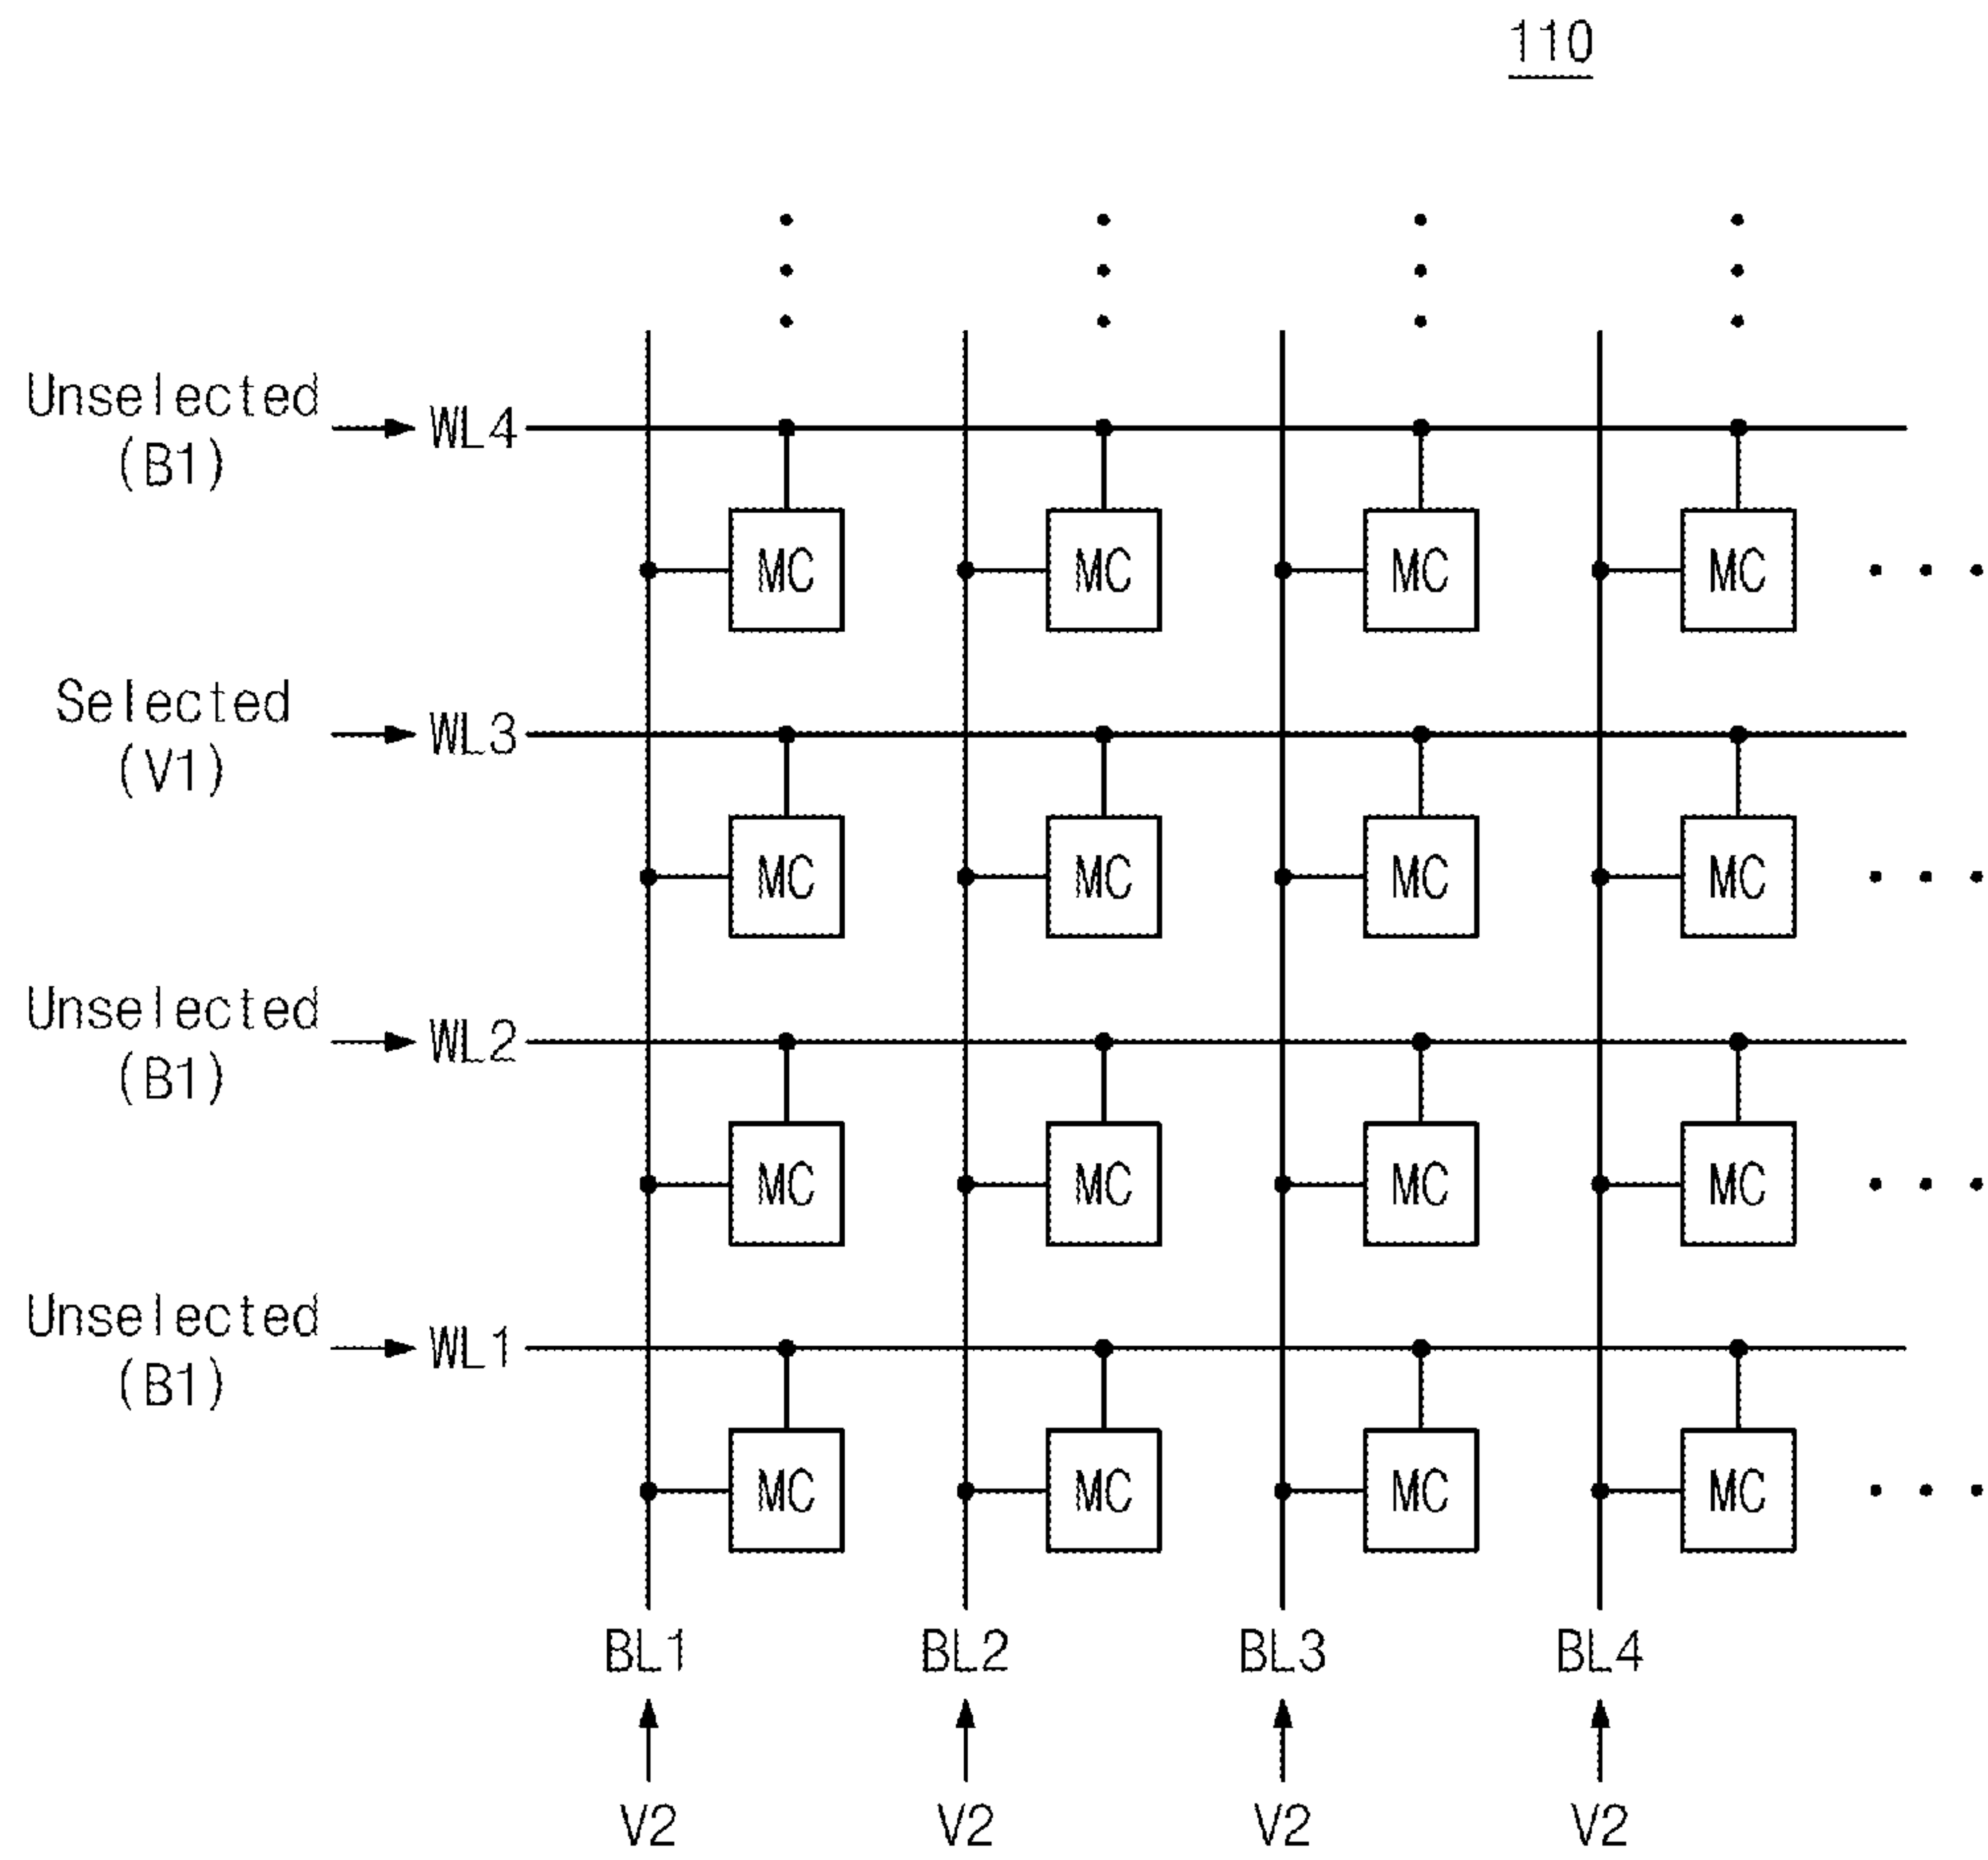 110
Unselected
(B1)
WL4
MC MC MC MC
Selected
(V1)
WL3
MC MC MC MC
Unselected
(B1)
WL2
MC MC MC MC
Unselected
(B1)
WL1
MC MC MC MC
BL1 BL2 BL3 BL4
V2 V2 V2 V2